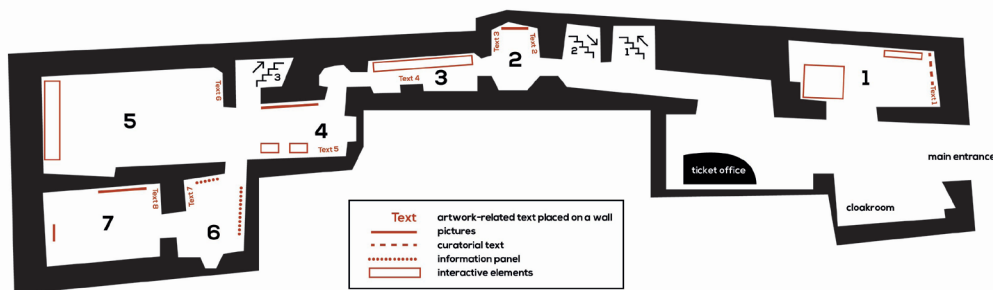 Text 3
Text 2
2
2
1
3
Text 4
3
1
Text 1
Text 6
5
4
Text 5
main entrance
ticket office
cloakroom
Text 7
Text 8
7
6
Text artwork-related text placed on a wall
pictures
curatorial text
information panel
interactive elements